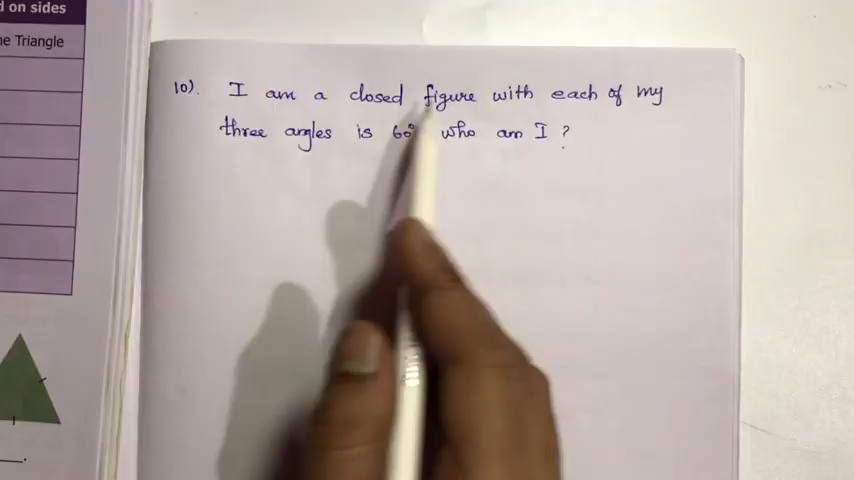 d on sides
ne Triangle
10). I am a closed figure with each of my
three angles is 60° who am I ?